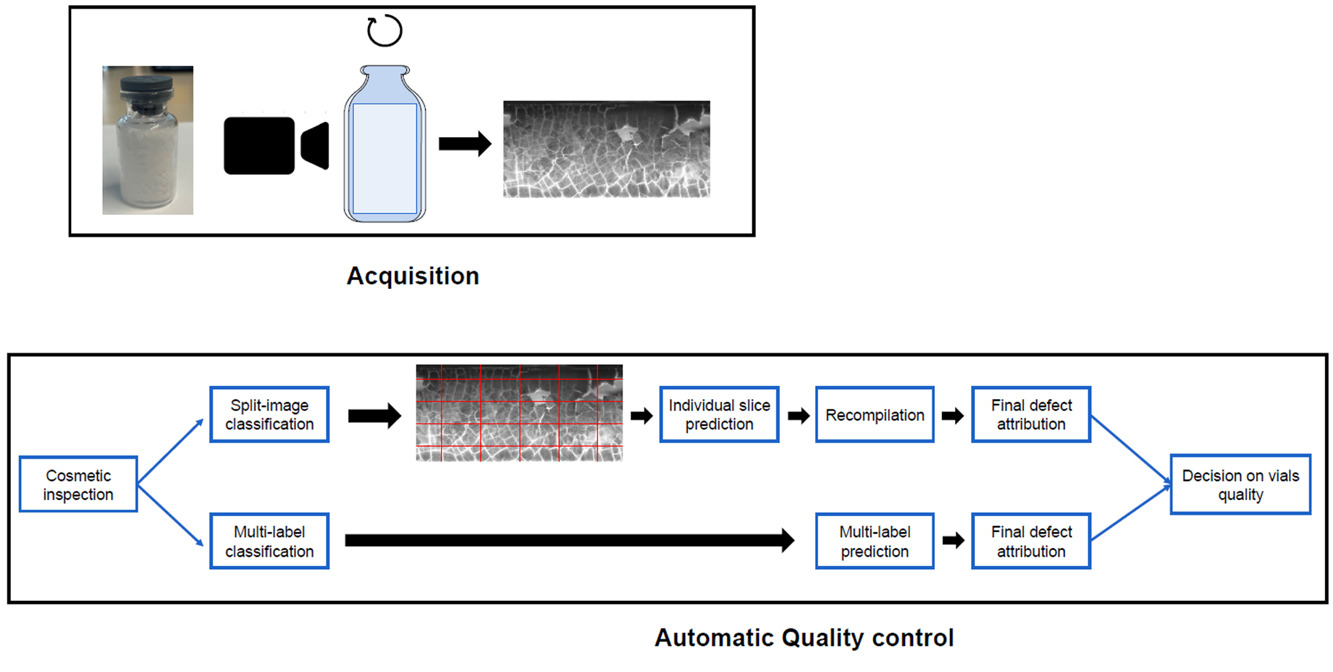 Acquisition
Split-image
classification
Individual slice
prediction
Recompilation
Final defect
attribution
Cosmetic
inspection
Decision on vials
quality
Multi-label
classification
Multi-label
prediction
Final defect
attribution
Automatic Quality control